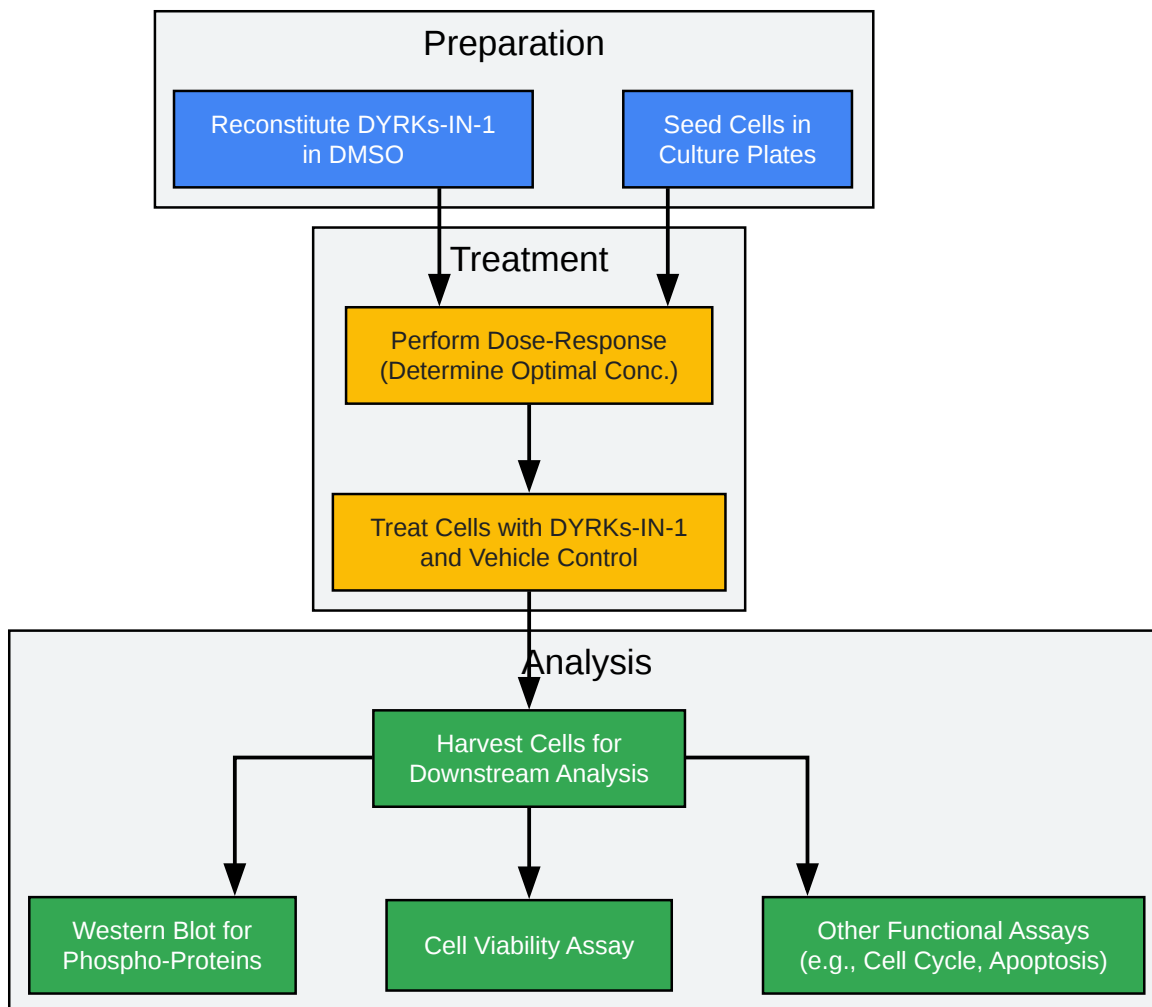 Preparation
Reconstitute DYRKs-IN-1
in DMSO
Seed Cells in
Culture Plates
Treatment
Perform Dose-Response
(Determine Optimal Conc.)
Treat Cells with DYRKs-IN-1
and Vehicle Control
Analysis
Harvest Cells for
Downstream Analysis
Western Blot for
Phospho-Proteins
Cell Viability Assay
Other Functional Assays
(e.g., Cell Cycle, Apoptosis)